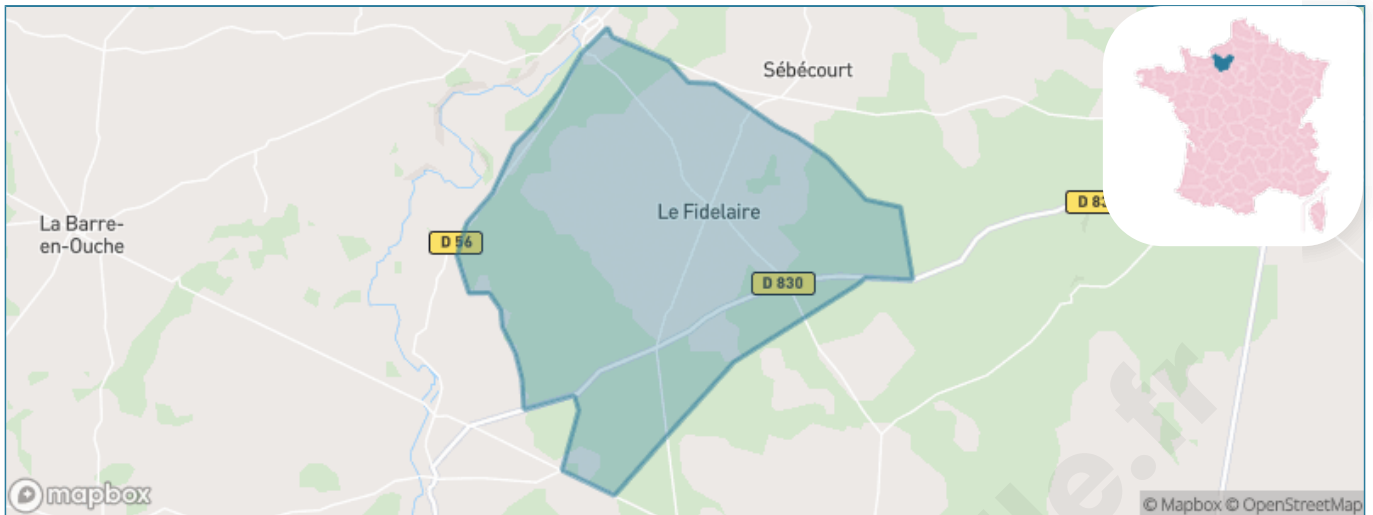 Sébécourt
La Barre-
en-Ouche
Le Fidelaire
D 56
D 830
mapbox
© Mapbox © OpenStreetMap